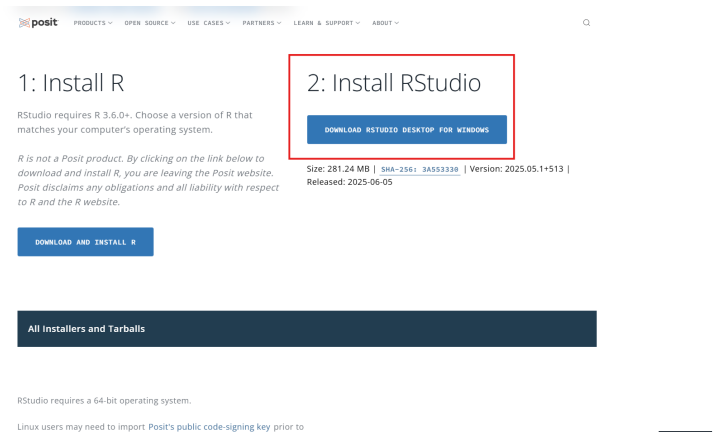 posit
PRODUCTS OPEN SOURCE USE CASES PARTNERS LEARN & SUPPORT ABOUT
1: Install R
RStudio requires R 3.6.0+. Choose a version of R that
matches your computer's operating system.
R is not a Posit product. By clicking on the link below to
download and install R, you are leaving the Posit website.
Posit disclaims any obligations and all liability with respect
to R and the R website.
DOWNLOAD AND INSTALL R
2: Install RStudio
DOWNLOAD RSTUDIO DESKTOP FOR WINDOWS
Size: 281.24 MB | SHA-256: 3A553330 | Version: 2025.05.1+513 |
Released: 2025-06-05
All Installers and Tarballs
RStudio requires a 64-bit operating system.
Linux users may need to import Posit's public code-signing key prior to